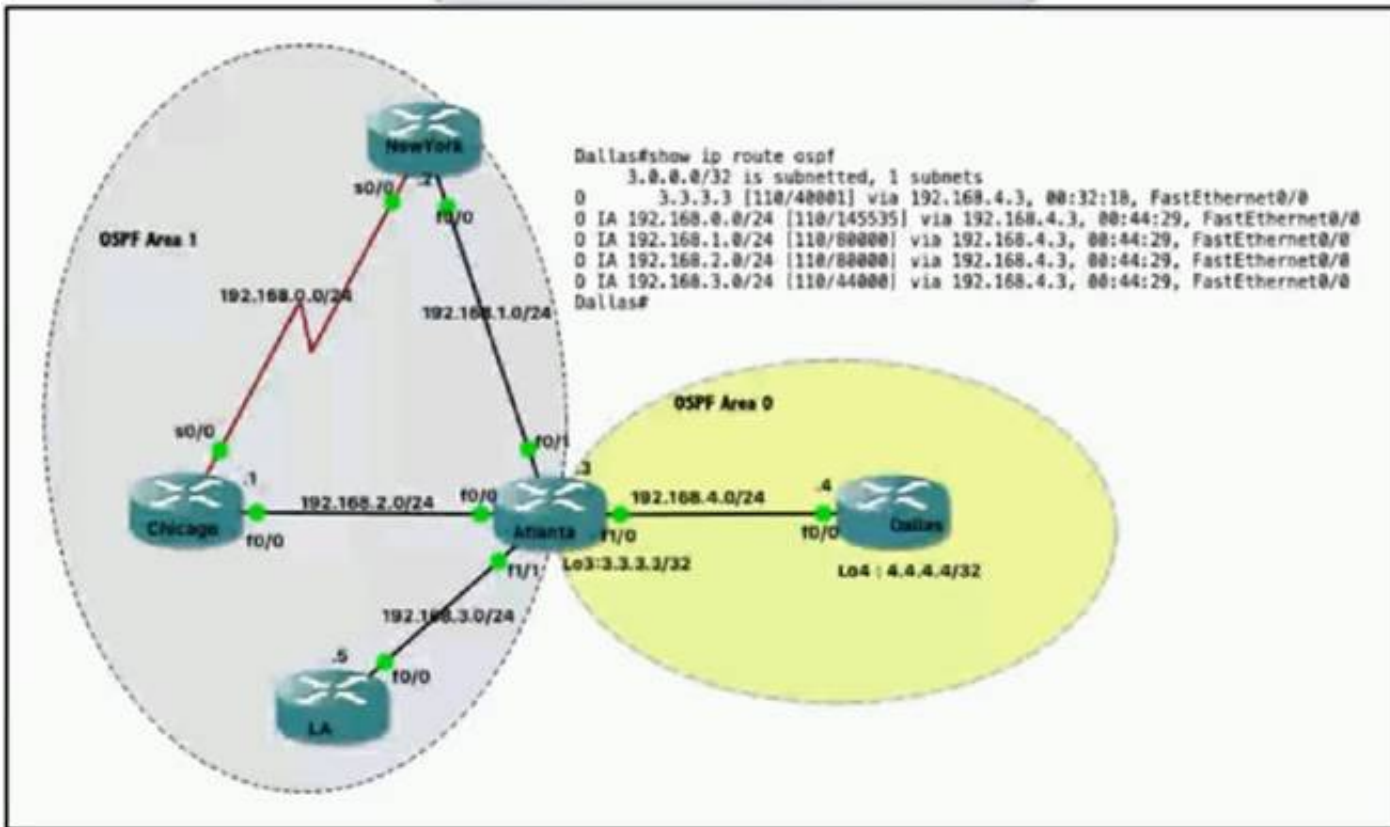 NewYork
Dallas#show ip route ospf
3.0.0.0/32 is subnetted, 1 subnets
O 3.3.3.3 [110/40001] via 192.168.4.3, 00:32:18, FastEthernet0/0
O IA 192.168.0.0/24 [110/145535] via 192.168.4.3, 00:44:29, FastEthernet0/0
O IA 192.168.1.0/24 [110/80000] via 192.168.4.3, 00:44:29, FastEthernet0/0
O IA 192.168.2.0/24 [110/80000] via 192.168.4.3, 00:44:29, FastEthernet0/0
O IA 192.168.3.0/24 [110/44000] via 192.168.4.3, 00:44:29, FastEthernet0/0
Dallas#
s0/0
.2
f0/0
OSPF Area 1
192.168.0.0/24
192.168.1.0/24
OSPF Area 0
s0/0
f0/1
.1
.3
192.168.2.0/24
f0/0
192.168.4.0/24
.4
Chicago
f0/0
Atlanta
f1/0
f0/0
Dallas
f1/1
Lo3:3.3.3.3/32
Lo4 : 4.4.4.4/32
192.168.3.0/24
.5
f0/0
LA